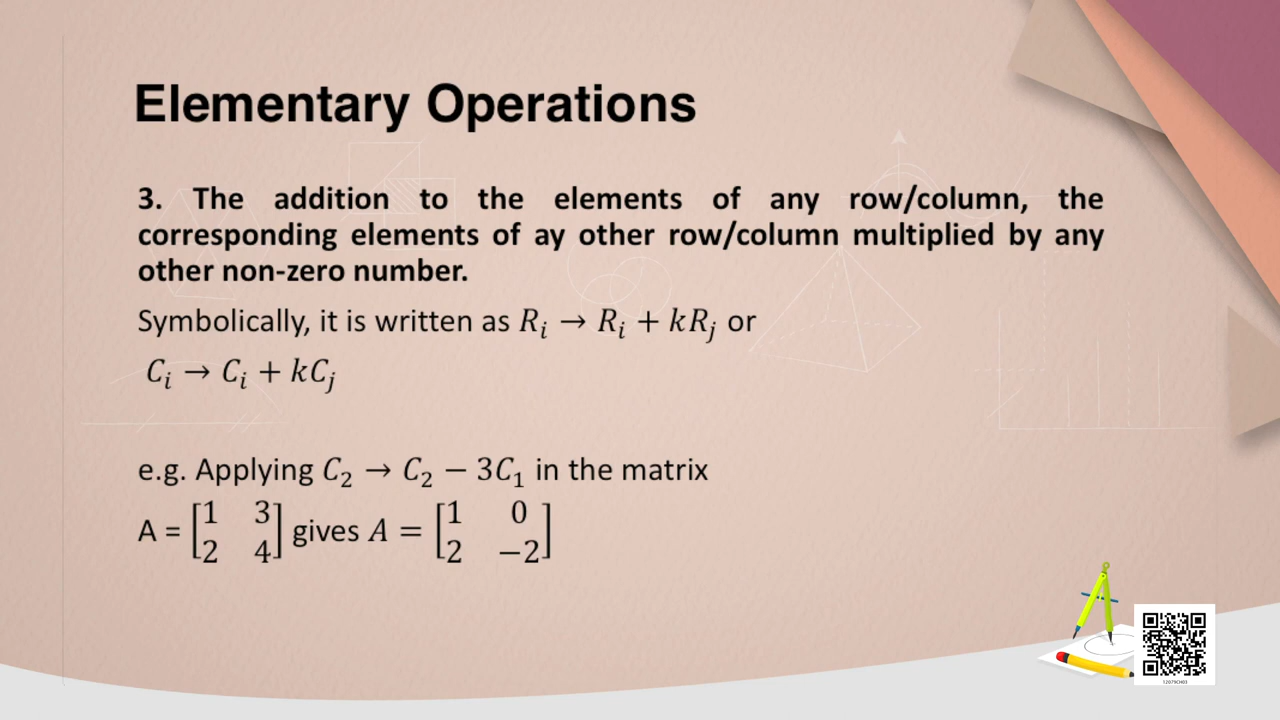 Elementary Operations
3. The addition to the elements of any row/column, the
corresponding elements of ay other row/column multiplied by any
other non-zero number.
Symbolically, it is written as Rᵢ → Rᵢ + kRⱼ or
Cᵢ → Cᵢ + kCⱼ
e.g. Applying C₂ → C₂ − 3C₁ in the matrix
A = [1 3; 2 4] gives A = [1 0; 2 −2]